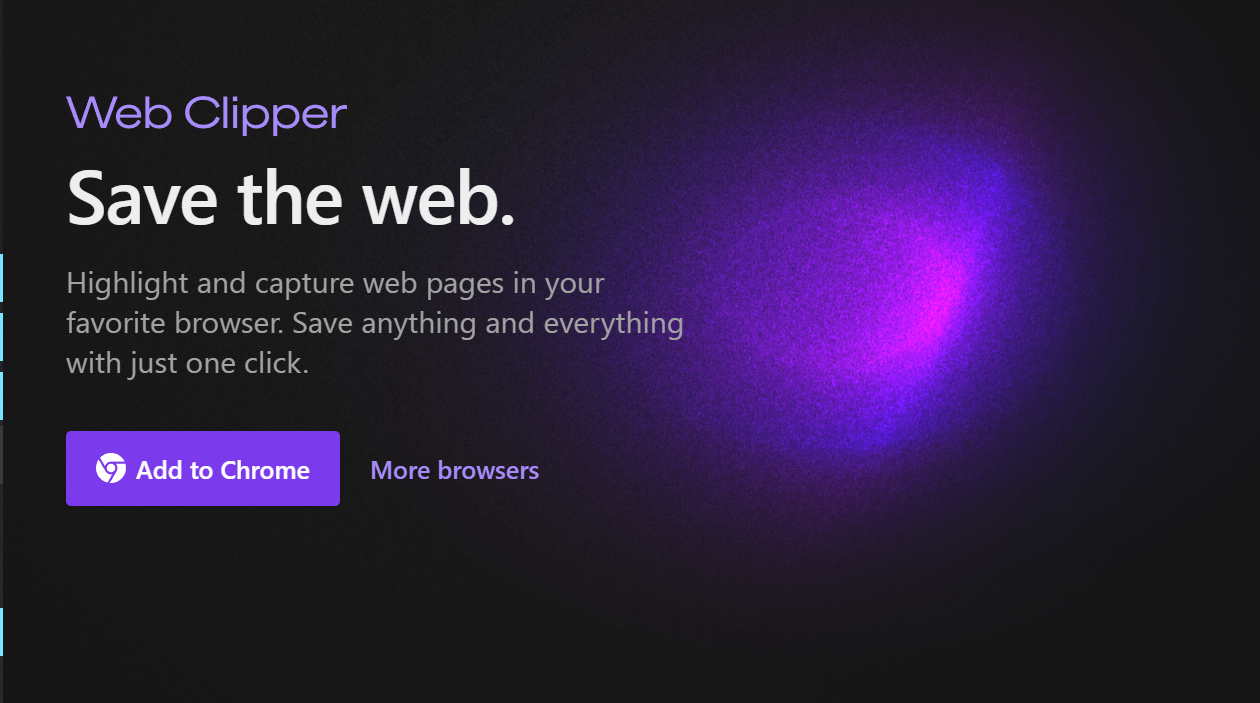 Web Clipper
Save the web.
Highlight and capture web pages in your
favorite browser. Save anything and everything
with just one click.
Add to Chrome
More browsers